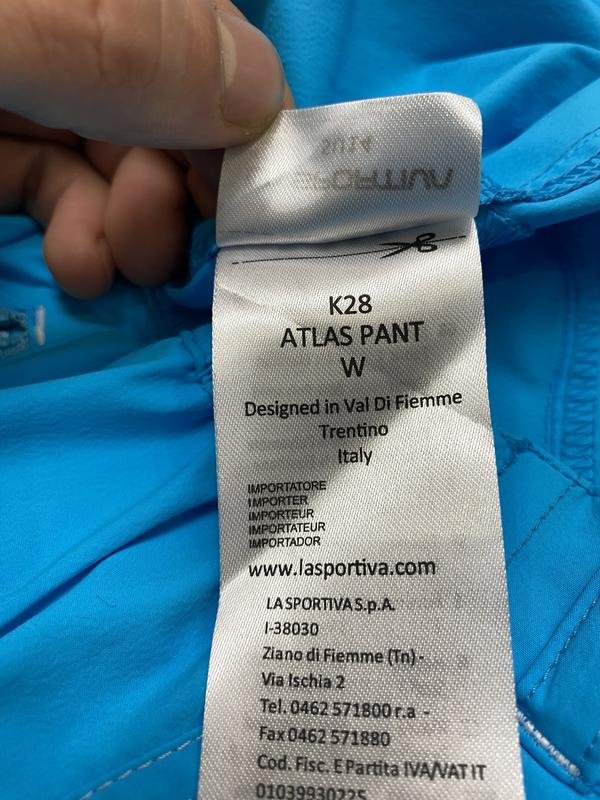 K28
ATLAS PANT
W
Designed in Val Di Fiemme
Trentino
Italy
IMPORTATORE
IMPORTER
IMPORTEUR
IMPORTATEUR
IMPORTADOR
www.lasportiva.com
LA SPORTIVA S.p.A.
I-38030
Ziano di Fiemme (Tn) -
Via Ischia 2
Tel. 0462 571800 r.a -
Fax 0462 571880
Cod. Fisc. E Partita IVA/VAT IT
01039930225